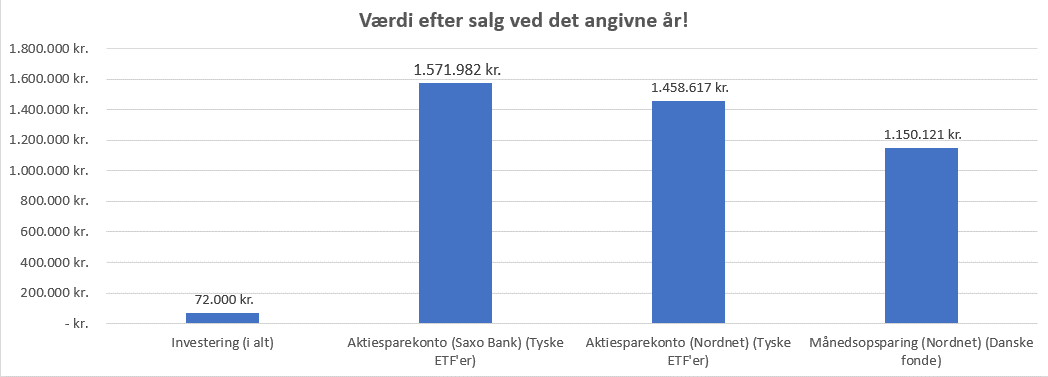 Værdi efter salg ved det angivne år!
1.800.000 kr.
1.600.000 kr.
1.400.000 kr.
1.200.000 kr.
1.000.000 kr.
800.000 kr.
600.000 kr.
400.000 kr.
200.000 kr.
- kr.
72.000 kr.
1.571.982 kr.
1.458.617 kr.
1.150.121 kr.
Investering (i alt)
Aktiesparekonto (Saxo Bank) (Tyske
ETF'er)
Aktiesparekonto (Nordnet) (Tyske
ETF'er)
Månedsopsparing (Nordnet) (Danske
fonde)